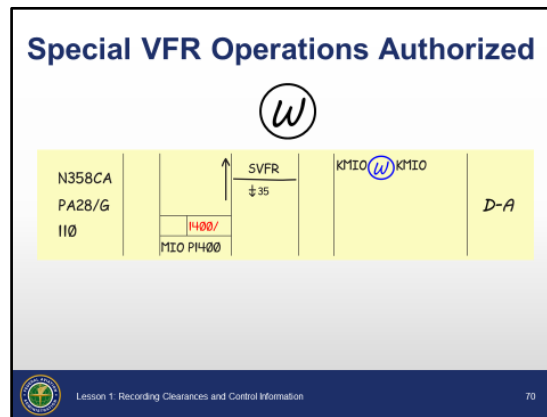 Special VFR Operations Authorized
W
N358CA
PA28/G
110
1400/
MIO P1400
↑
SVFR
35
KMIO W KMIO
D-A
Lesson 1: Recording Clearances and Control Information
70